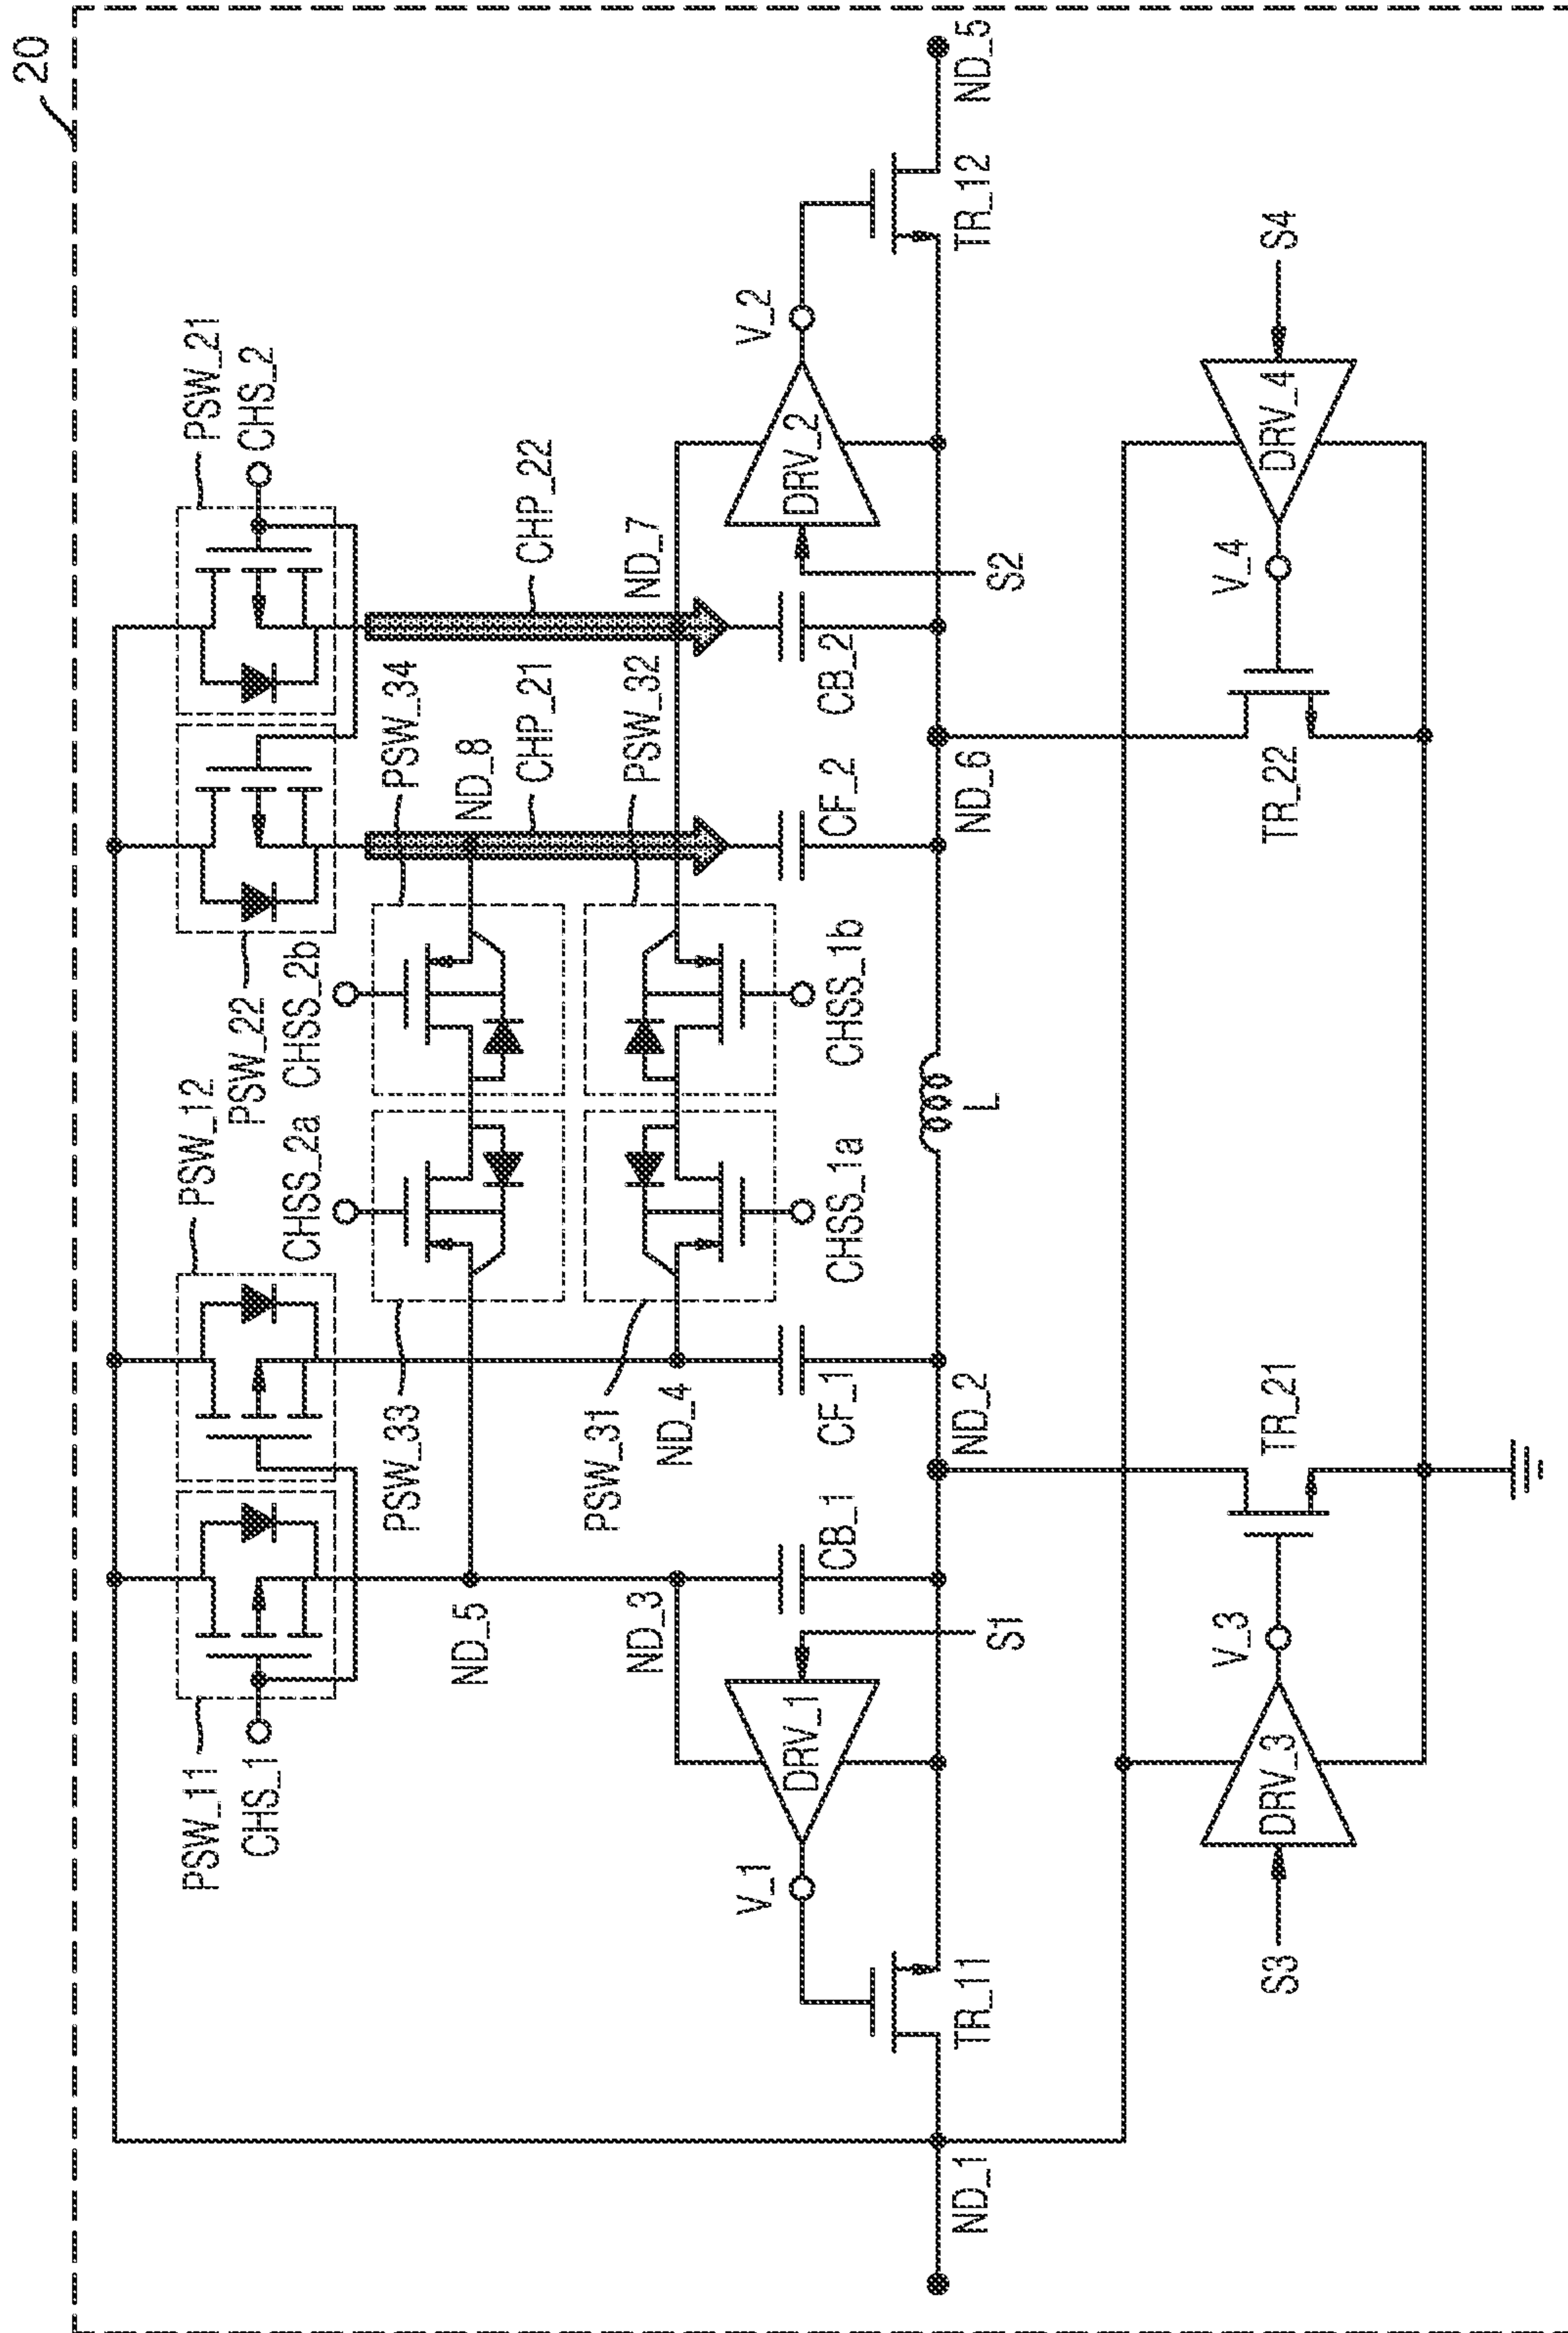 20
PSW_11
CHS_1
PSW_12
PSW_22
PSW_21
CHS_2
CHSS_2a
CHSS_2b
PSW_33
PSW_34
ND_5
ND_8
CHP_21
CHP_22
PSW_31
PSW_32
ND_3
ND_4
ND_7
V_1
DRV_1
S1
CB_1
CF_1
CHSS_1a
CHSS_1b
CF_2
CB_2
S2
DRV_2
V_2
ND_1
TR_11
ND_2
L
ND_6
TR_12
ND_5
S3
DRV_3
V_3
TR_21
TR_22
V_4
DRV_4
S4